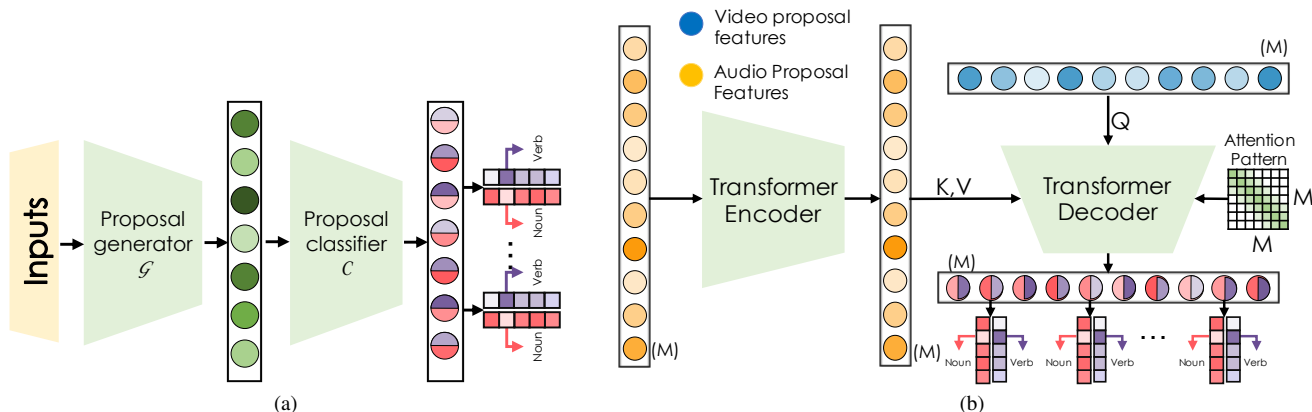 Inputs
Proposal
generator
𝒢
Proposal
classifier
C
Verb
Noun
Verb
Noun
(a)
Video proposal
features
Audio Proposal
Features
(M)
Transformer
Encoder
(M)
K,V
(M)
Q
Transformer
Decoder
Attention
Pattern
M
M
(M)
Noun
Verb
Noun
Verb
Noun
Verb
(b)